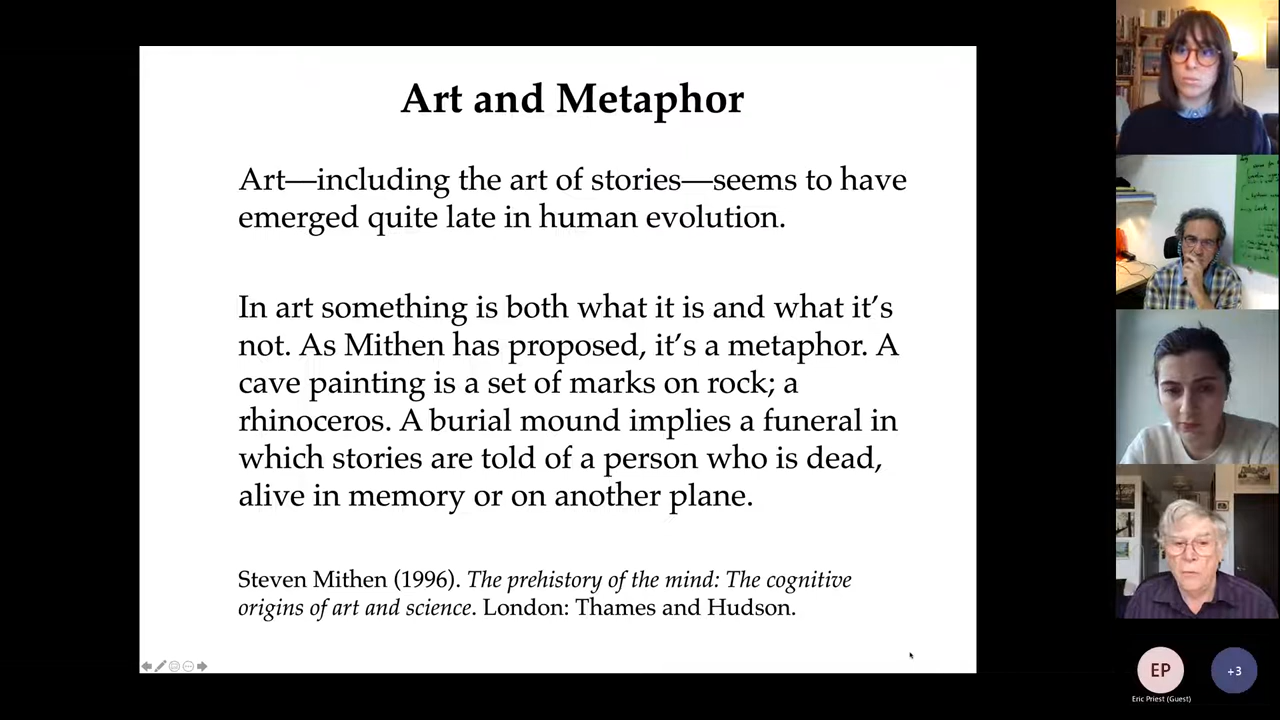 Art and Metaphor
Art—including the art of stories—seems to have
emerged quite late in human evolution.
In art something is both what it is and what it’s
not. As Mithen has proposed, it’s a metaphor. A
cave painting is a set of marks on rock; a
rhinoceros. A burial mound implies a funeral in
which stories are told of a person who is dead,
alive in memory or on another plane.
Steven Mithen (1996). The prehistory of the mind: The cognitive
origins of art and science. London: Thames and Hudson.
EP
+3
Eric Priest (Guest)